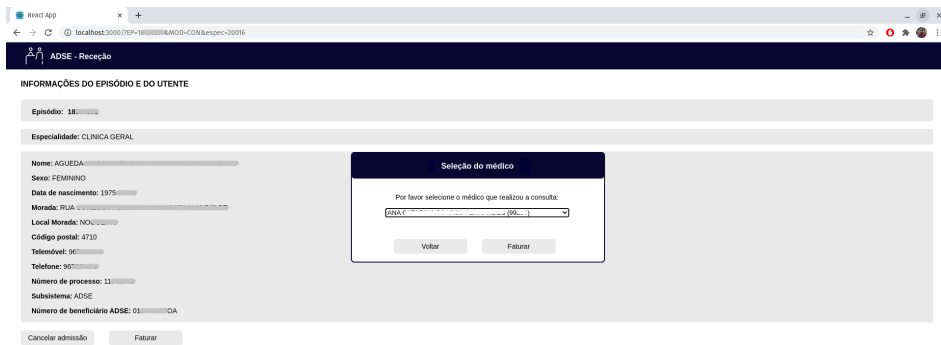 React App
localhost:3000/?EP=18 &MOD=CON&espec=20016
ADSE - Receção
INFORMAÇÕES DO EPISÓDIO E DO UTENTE
Episódio: 18
Especialidade: CLINICA GERAL
Nome: AGUEDA
Sexo: FEMININO
Data de nascimento: 1975
Morada: RUA
Local Morada:
Código postal: 4710
Telemóvel: 96
Telefone: 96
Número de processo: 11
Subsistema: ADSE
Número de beneficiário ADSE: 01 OA
Cancelar admissão Faturar
Seleção do médico
Por favor selecione o médico que realizou a consulta:
ANA
Voltar Faturar